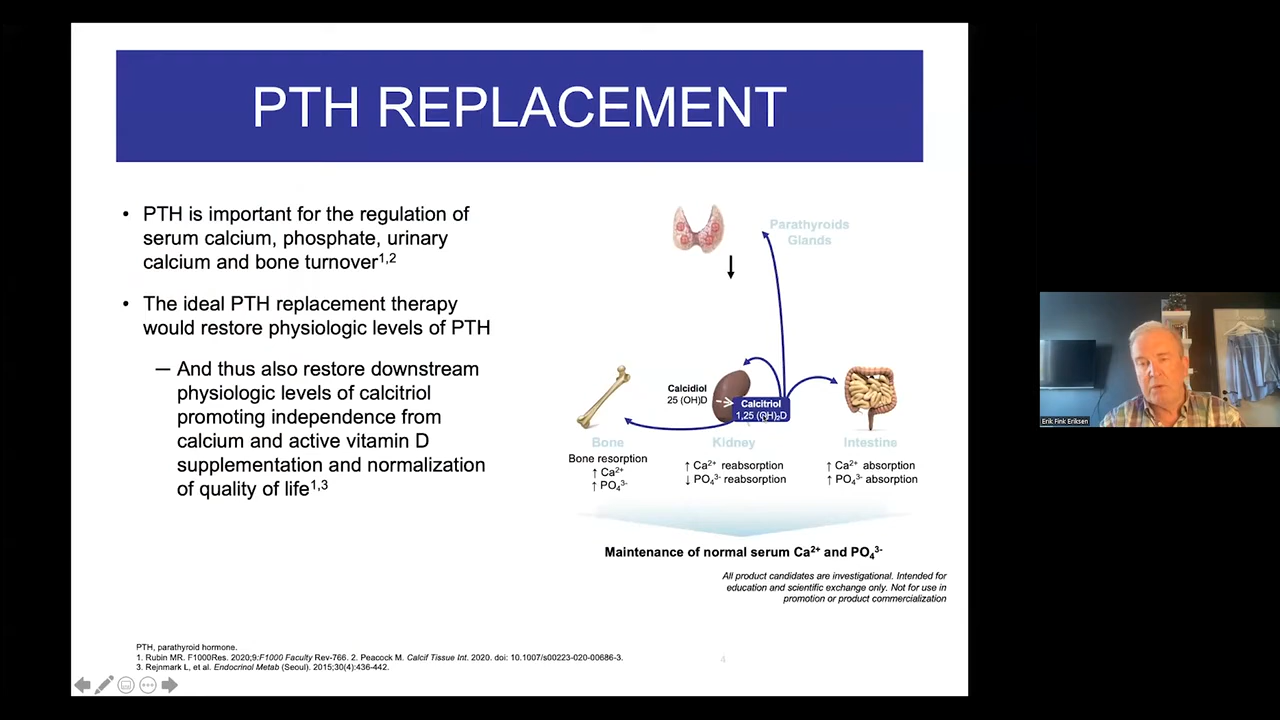 PTH REPLACEMENT
• PTH is important for the regulation of
serum calcium, phosphate, urinary
calcium and bone turnover1,2
• The ideal PTH replacement therapy
would restore physiologic levels of PTH
— And thus also restore downstream
physiologic levels of calcitriol
promoting independence from
calcium and active vitamin D
supplementation and normalization
of quality of life1,3
Parathyroids
Glands
Calcidiol
25 (OH)D
Calcitriol
1,25 (OH)2D
Bone
Bone resorption
↑ Ca2+
↑ PO43-
Kidney
↑ Ca2+ reabsorption
↓ PO43- reabsorption
Intestine
↑ Ca2+ absorption
↑ PO43- absorption
Maintenance of normal serum Ca2+ and PO43-
All product candidates are investigational. Intended for
education and scientific exchange only. Not for use in
promotion or product commercialization
PTH, parathyroid hormone.
1. Rubin MR. F1000Res. 2020;9:F1000 Faculty Rev-766. 2. Peacock M. Calcif Tissue Int. 2020. doi: 10.1007/s00223-020-00686-3.
3. Rejnmark L, et al. Endocrinol Metab (Seoul). 2015;30(4):436-442.
4
Erik Fink Eriksen